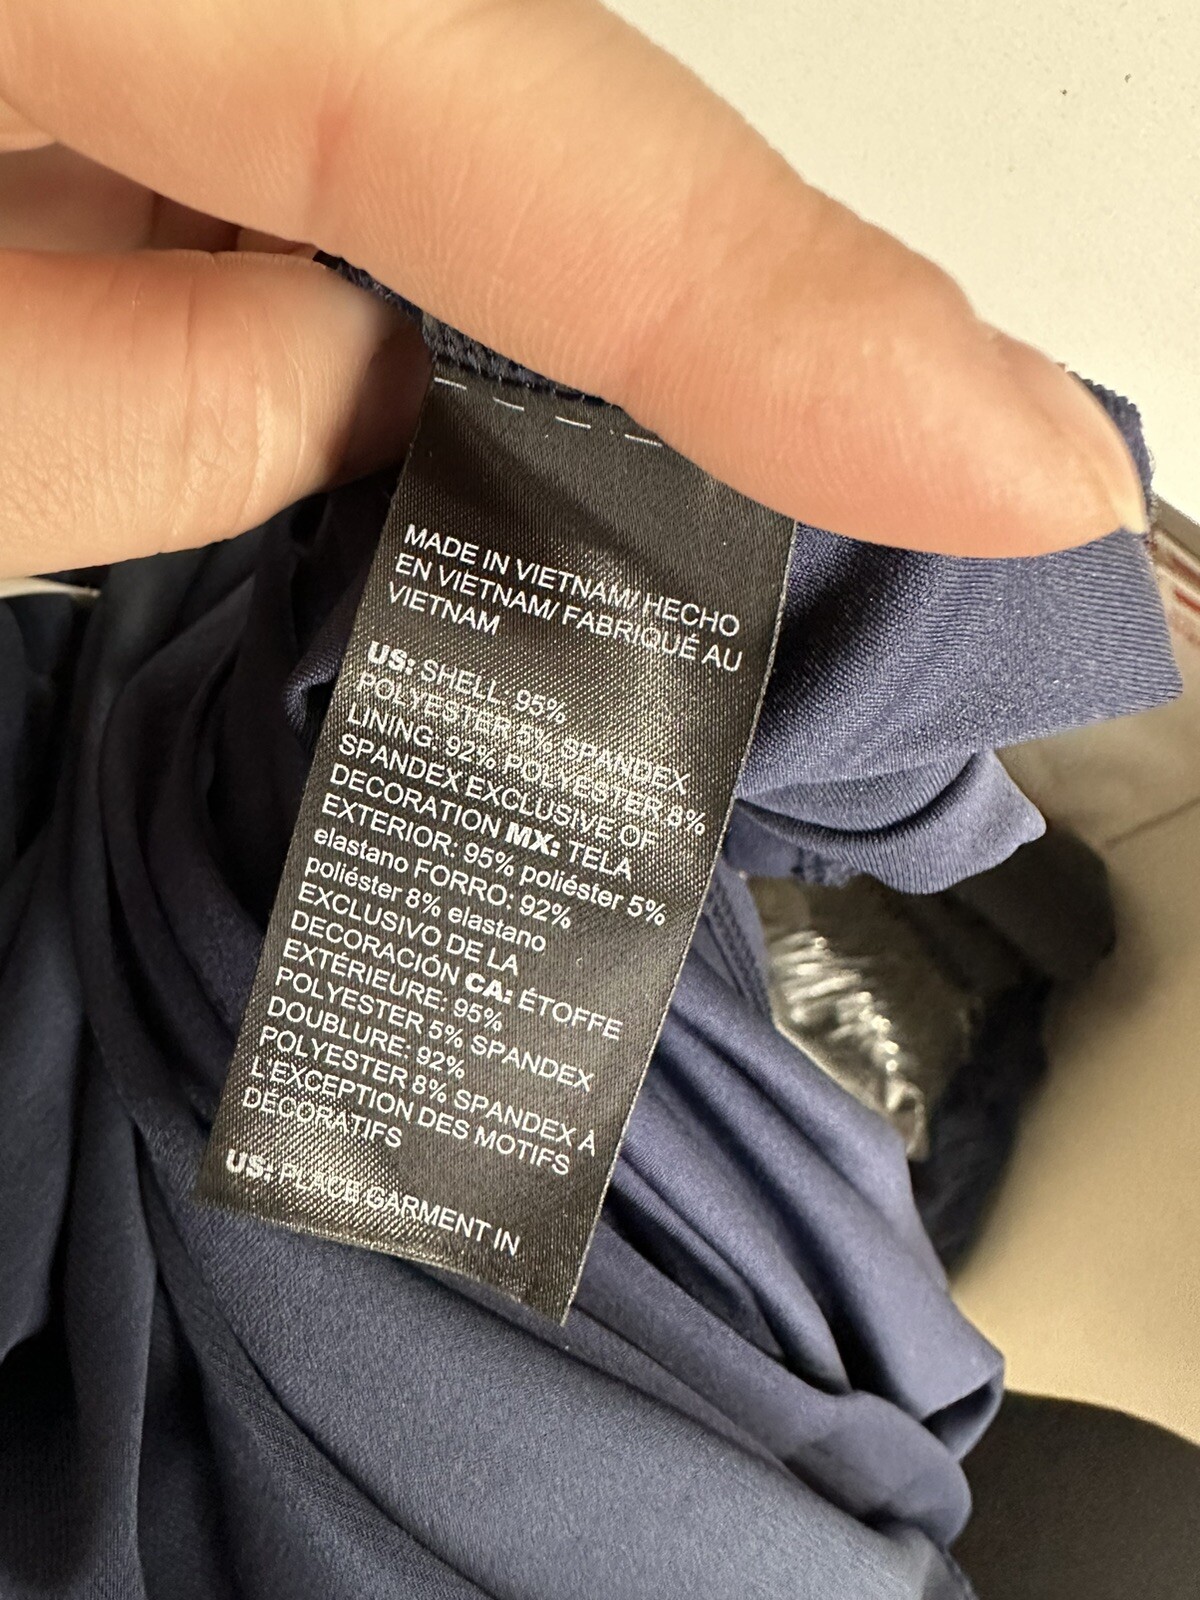 MADE IN VIETNAM/ HECHO
EN VIETNAM/ FABRIQUÉ AU
VIETNAM
US: SHELL: 95%
POLYESTER 5% SPANDEX
LINING: 92% POLYESTER 8%
SPANDEX EXCLUSIVE OF
DECORATION MX: TELA
EXTERIOR: 95% poliéster 5%
elastano FORRO: 92%
poliéster 8% elastano
EXCLUSIVO DE LA
DECORACIÓN CA: ÉTOFFE
EXTÉRIEURE: 95%
POLYESTER 5% SPANDEX
DOUBLURE: 92%
POLYESTER 8% SPANDEX À
L'EXCEPTION DES MOTIFS
DÉCORATIFS
US: PLACE GARMENT IN